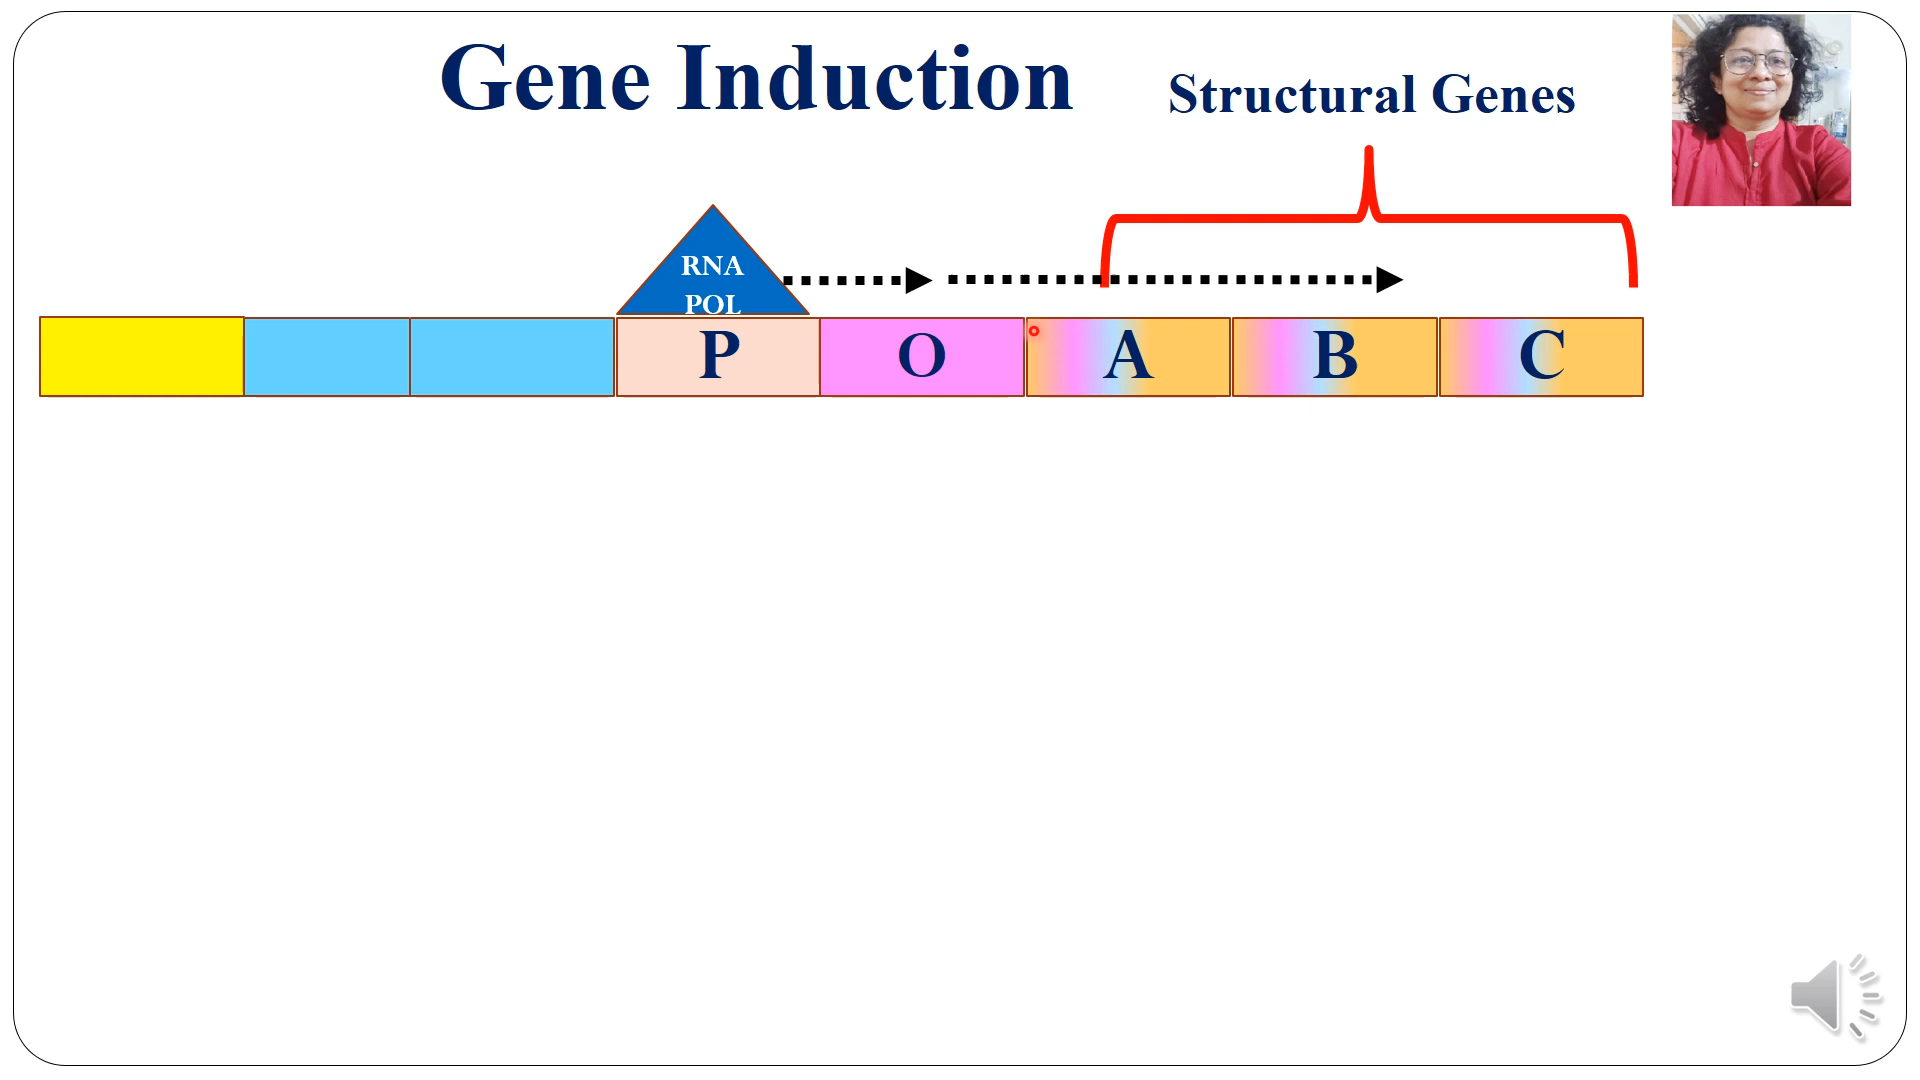 Gene Induction
Structural Genes
RNA
POL
P O A B C